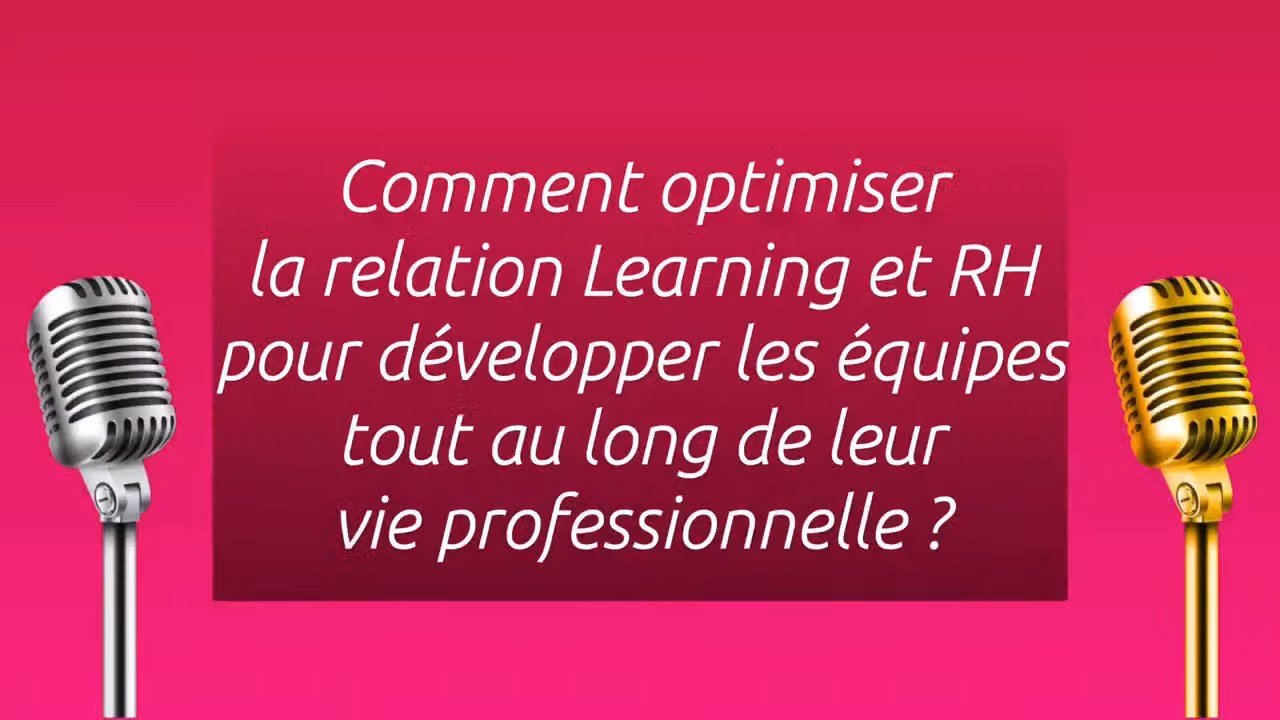 Comment optimiser
la relation Learning et RH
pour développer les équipes
tout au long de leur
vie professionnelle ?